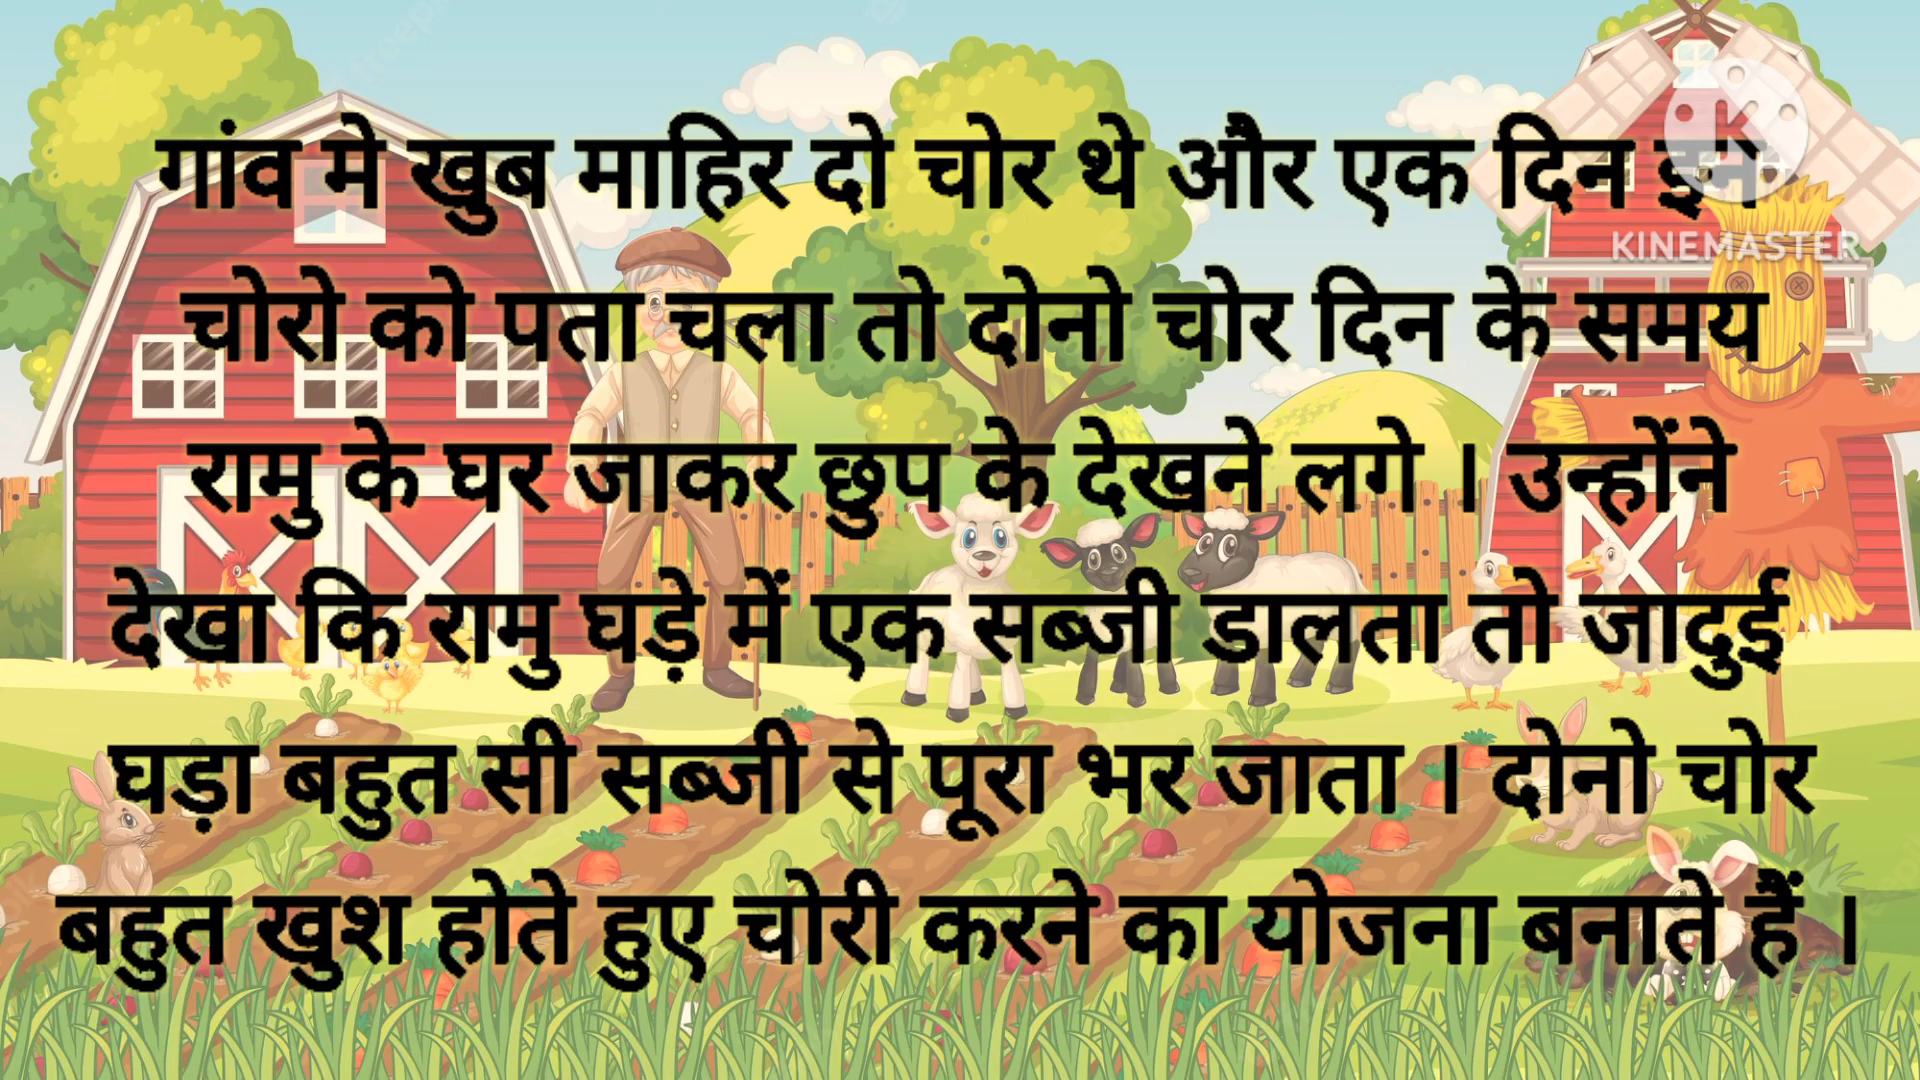 गांव मे खुब माहिर दो चोर थे और एक दिन इन
KINEMASTER
चोरो को पता चला तो दोनो चोर दिन के समय
रामु के घर जाकर छुप के देखने लगे । उन्होंने
देखा कि रामु घड़े में एक सब्जी डालता तो जादुई
घड़ा बहुत सी सब्जी से पूरा भर जाता । दोनो चोर
बहुत खुश होते हुए चोरी करने का योजना बनाते हैं ।